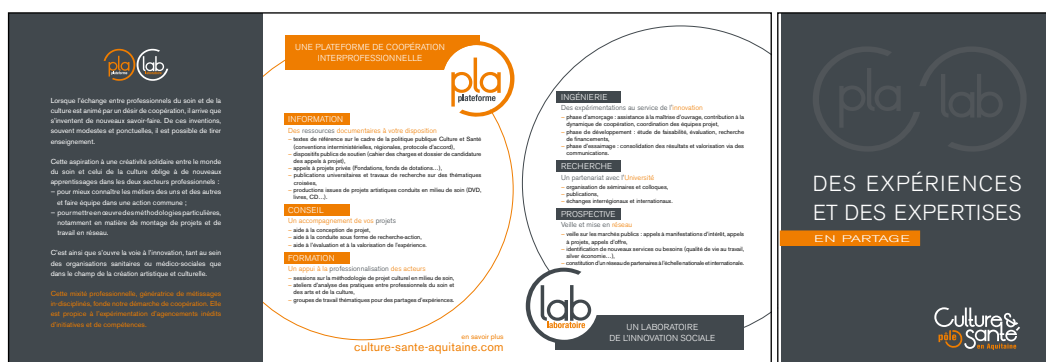 pla
plateforme
lab
laboratoire
Lorsque l'échange entre professionnels du soin et de la
culture est animé par un désir de coopération, il arrive que
s'inventent de nouveaux savoir-faire. De ces inventions,
souvent modestes et ponctuelles, il est possible de tirer
enseignement.
Cette aspiration à une créativité solidaire entre le monde
du soin et celui de la culture oblige à de nouveaux
apprentissages dans les deux secteurs professionnels :
– pour mieux connaître les métiers des uns et des autres
et faire équipe dans une action commune ;
– pour mettre en œuvre des méthodologies particulières,
notamment en matière de montage de projets et de
travail en réseau.
C'est ainsi que s'ouvre la voie à l'innovation, tant au sein
des organisations sanitaires ou médico-sociales que
dans le champ de la création artistique et culturelle.
Cette mixité professionnelle, génératrice de métissages
in-disciplinés, fonde notre démarche de coopération. Elle
est propice à l'expérimentation d'agencements inédits
d'initiatives et de compétences.
UNE PLATEFORME DE COOPÉRATION
INTERPROFESSIONNELLE
pla
plateforme
INFORMATION
Des ressources documentaires à votre disposition
– textes de référence sur le cadre de la politique publique Culture et Santé
(conventions interministérielles, régionales, protocole d'accord),
– dispositifs publics de soutien (cahier des charges et dossier de candidature
des appels à projet),
– appels à projets privés (Fondations, fonds de dotations…),
– publications universitaires et travaux de recherche sur des thématiques
croisées,
– productions issues de projets artistiques conduits en milieu de soin (DVD,
livres, CD…).
CONSEIL
Un accompagnement de vos projets
– aide à la conception de projet,
– aide à la conduite sous forme de recherche-action,
– aide à l'évaluation et à la valorisation de l'expérience.
FORMATION
Un appui à la professionnalisation des acteurs
– sessions sur la méthodologie de projet culturel en milieu de soin,
– ateliers d'analyse des pratiques entre professionnels du soin et
des arts et de la culture,
– groupes de travail thématiques pour des partages d'expériences.
en savoir plus
culture-sante-aquitaine.com
INGÉNIERIE
Des expérimentations au service de l'innovation
– phase d'amorçage : assistance à la maîtrise d'ouvrage, contribution à la
dynamique de coopération, coordination des équipes projet,
– phase de développement : étude de faisabilité, évaluation, recherche
de financements,
– phase d'essaimage : consolidation des résultats et valorisation via des
communications.
RECHERCHE
Un partenariat avec l'Université
– organisation de séminaires et colloques,
– publications,
– échanges interrégionaux et internationaux.
PROSPECTIVE
Veille et mise en réseau
– veille sur les marchés publics : appels à manifestations d'intérêt, appels
à projets, appels d'offre,
– identification de nouveaux services ou besoins (qualité de vie au travail,
silver économie…),
– constitution d'un réseau de partenaires à l'échelle nationale et internationale.
lab
laboratoire
UN LABORATOIRE
DE L'INNOVATION SOCIALE
pla
lab
DES EXPÉRIENCES
ET DES EXPERTISES
EN PARTAGE
Culture&
pôle Santé
en Aquitaine